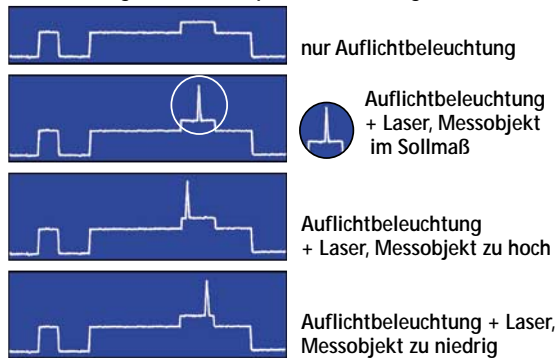 nur Auflichtbeleuchtung
Auflichtbeleuchtung
+ Laser, Messobjekt
im Sollmaß
Auflichtbeleuchtung
+ Laser, Messobjekt zu hoch
Auflichtbeleuchtung + Laser,
Messobjekt zu niedrig